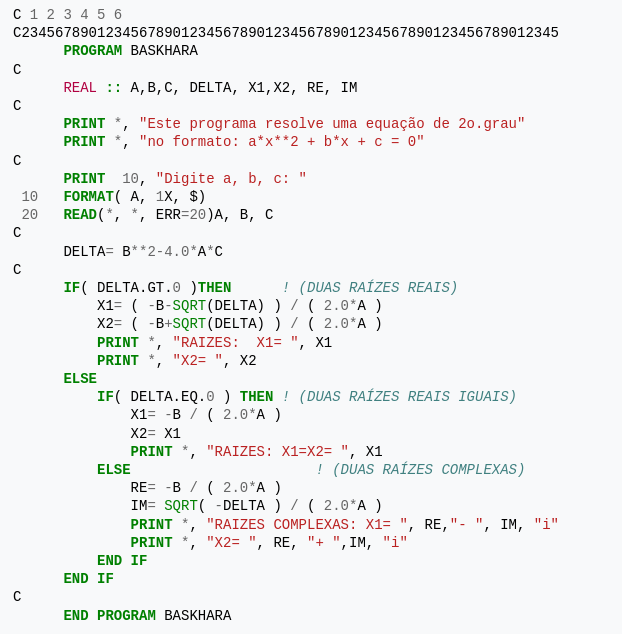 C 1 2 3 4 5 6
C2345678901234567890123456789012345678901234567890123456789012345
      PROGRAM BASKHARA
C
      REAL :: A,B,C, DELTA, X1,X2, RE, IM
C
      PRINT *, "Este programa resolve uma equação de 2o.grau"
      PRINT *, "no formato: a*x**2 + b*x + c = 0"
C
      PRINT  10, "Digite a, b, c: "
 10   FORMAT( A, 1X, $)
 20   READ(*, *, ERR=20)A, B, C
C
      DELTA= B**2-4.0*A*C
C
      IF( DELTA.GT.0 )THEN      ! (DUAS RAÍZES REAIS)
          X1= ( -B-SQRT(DELTA) ) / ( 2.0*A )
          X2= ( -B+SQRT(DELTA) ) / ( 2.0*A )
          PRINT *, "RAIZES:  X1= ", X1
          PRINT *, "X2= ", X2
      ELSE
          IF( DELTA.EQ.0 ) THEN ! (DUAS RAÍZES REAIS IGUAIS)
              X1= -B / ( 2.0*A )
              X2= X1
              PRINT *, "RAIZES: X1=X2= ", X1
          ELSE                      ! (DUAS RAÍZES COMPLEXAS)
              RE= -B / ( 2.0*A )
              IM= SQRT( -DELTA ) / ( 2.0*A )
              PRINT *, "RAIZES COMPLEXAS: X1= ", RE,"- ", IM, "i"
              PRINT *, "X2= ", RE, "+ ",IM, "i"
          END IF
      END IF
C
      END PROGRAM BASKHARA